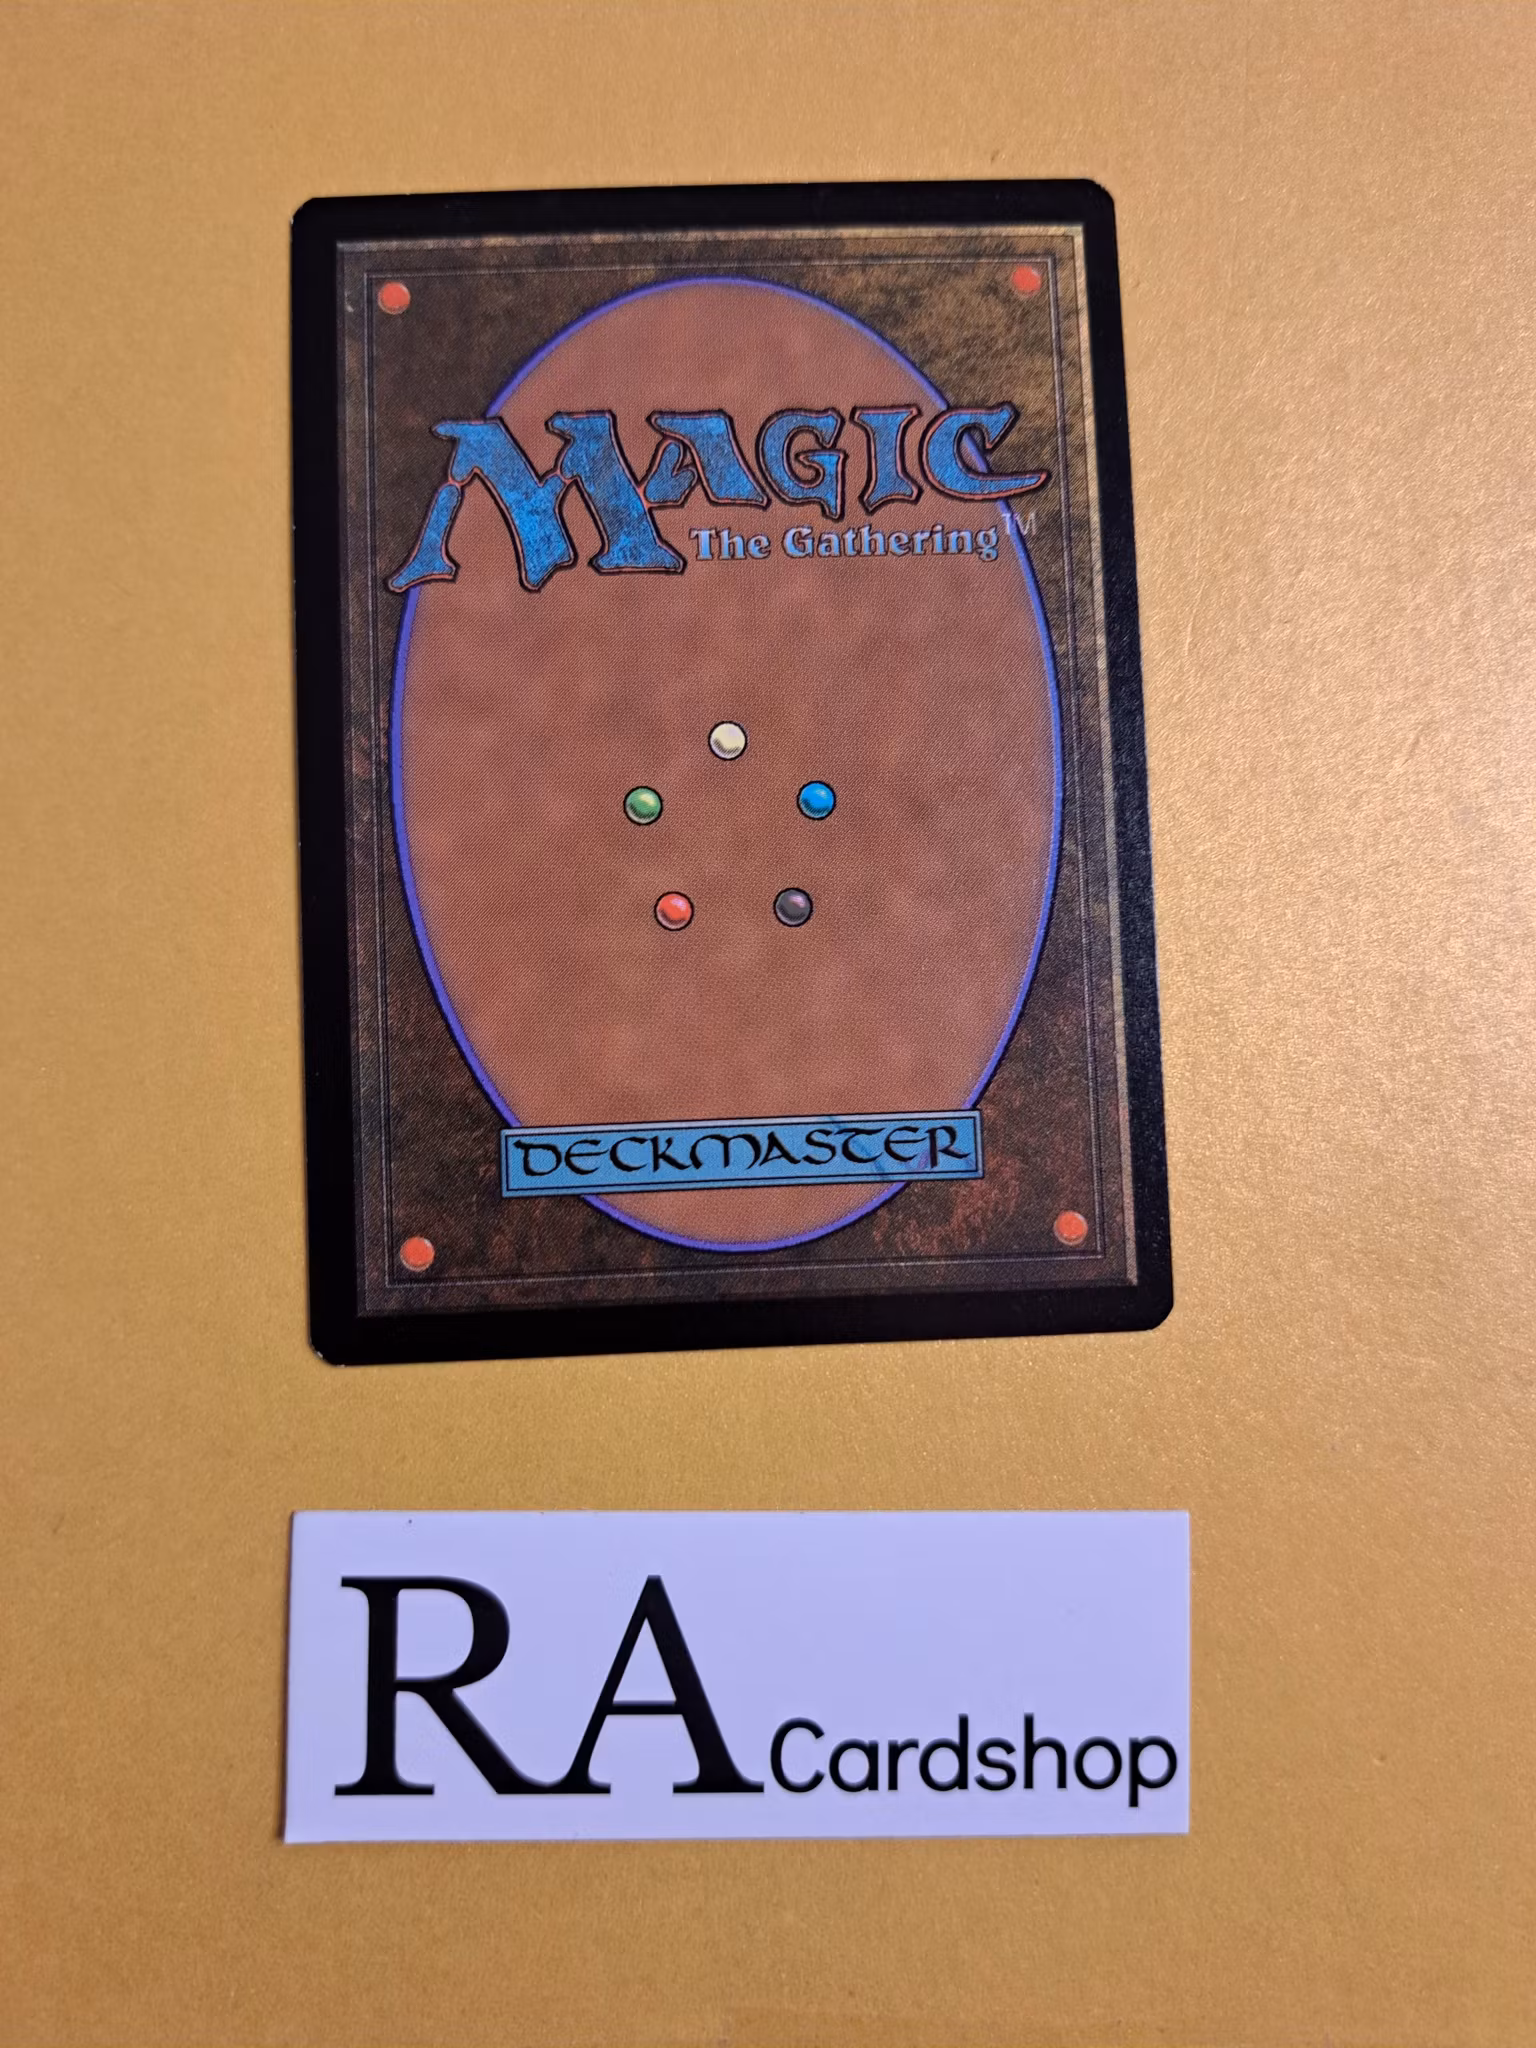 MAGIC
The Gathering™
DECKMASTER
RA Cardshop